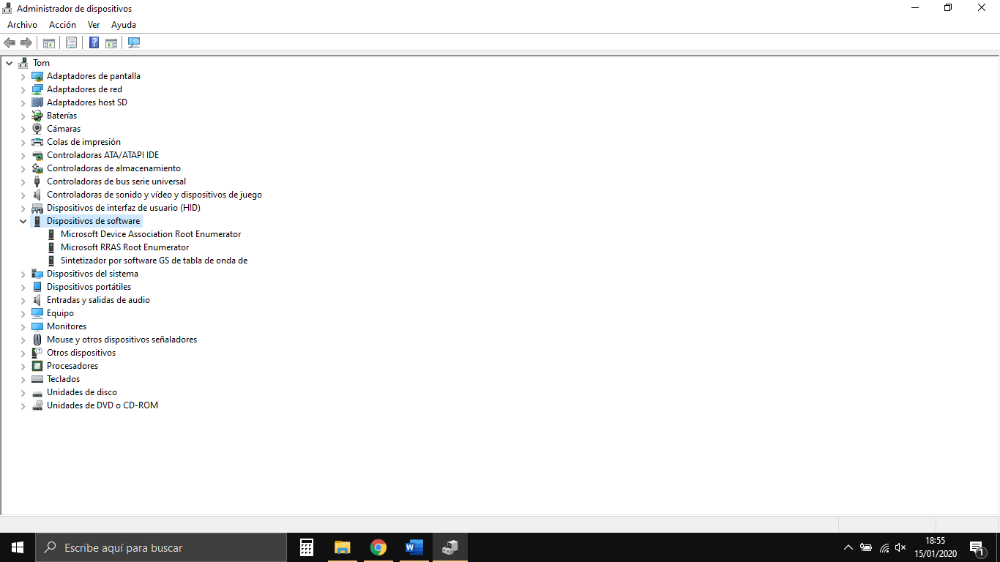 Administrador de dispositivos
Archivo Acción Ver Ayuda
Tom
Adaptadores de pantalla
Adaptadores de red
Adaptadores host SD
Baterías
Cámaras
Colas de impresión
Controladoras ATA/ATAPI IDE
Controladoras de almacenamiento
Controladoras de bus serie universal
Controladoras de sonido y vídeo y dispositivos de juego
Dispositivos de interfaz de usuario (HID)
Dispositivos de software
Microsoft Device Association Root Enumerator
Microsoft RRAS Root Enumerator
Sintetizador por software GS de tabla de onda de
Dispositivos del sistema
Dispositivos portátiles
Entradas y salidas de audio
Equipo
Monitores
Mouse y otros dispositivos señaladores
Otros dispositivos
Procesadores
Teclados
Unidades de disco
Unidades de DVD o CD-ROM
Escribe aquí para buscar
18:55
15/01/2020
1